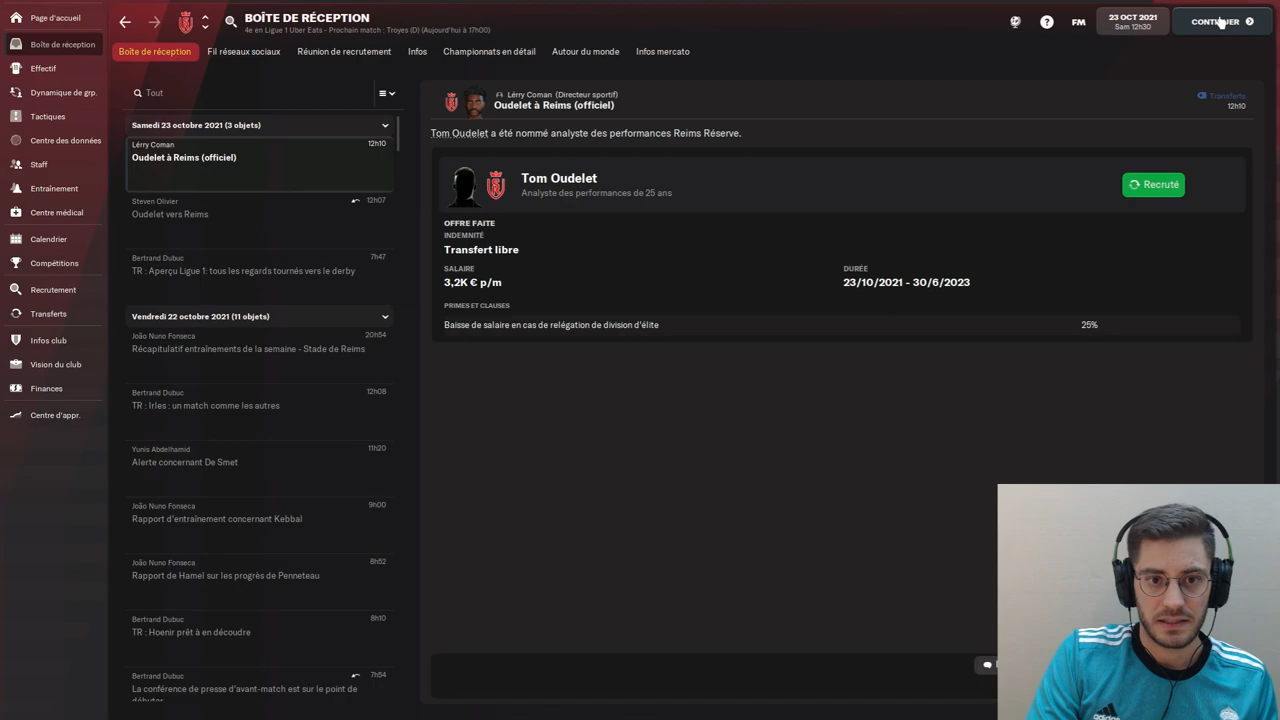 Page d'accueil
Boîte de réception
Effectif
Dynamique de grp.
Tactiques
Centre des données
Staff
Entraînement
Centre médical
Calendrier
Compétitions
Recrutement
Transferts
Infos club
Vision du club
Finances
Centre d'appr.
BOÎTE DE RÉCEPTION
4e en Ligue 1 Uber Eats - Prochain match : Troyes (D) (Aujourd'hui à 17h00)
?
FM
23 OCT 2021
Sam 12h30
CONTINUER
Boîte de réception
Fil réseaux sociaux
Réunion de recrutement
Infos
Championnats en détail
Autour du monde
Infos mercato
Tout
Samedi 23 octobre 2021 (3 objets)
Lérry Coman 12h10
Oudelet à Reims (officiel)
Steven Olivier 12h07
Oudelet vers Reims
Bertrand Dubuc 7h47
TR : Aperçu Ligue 1: tous les regards tournés vers le derby
Vendredi 22 octobre 2021 (11 objets)
João Nuno Fonseca 20h54
Récapitulatif entraînements de la semaine - Stade de Reims
Bertrand Dubuc 12h08
TR : Irles : un match comme les autres
Yunis Abdelhamid 11h20
Alerte concernant De Smet
João Nuno Fonseca 9h00
Rapport d'entraînement concernant Kebbal
João Nuno Fonseca 8h52
Rapport de Hamel sur les progrès de Penneteau
Bertrand Dubuc 8h10
TR : Hoenir prêt à en découdre
Bertrand Dubuc 7h54
La conférence de presse d'avant-match est sur le point de
débuter
Lérry Coman (Directeur sportif)
Oudelet à Reims (officiel)
Transferts
12h10
Tom Oudelet a été nommé analyste des performances Reims Réserve.
Tom Oudelet
Analyste des performances de 25 ans
Recruté
OFFRE FAITE
INDEMNITÉ
Transfert libre
SALAIRE
3,2K € p/m
DURÉE
23/10/2021 - 30/6/2023
PRIMES ET CLAUSES
Baisse de salaire en cas de relégation de division d'élite 25%
adidas